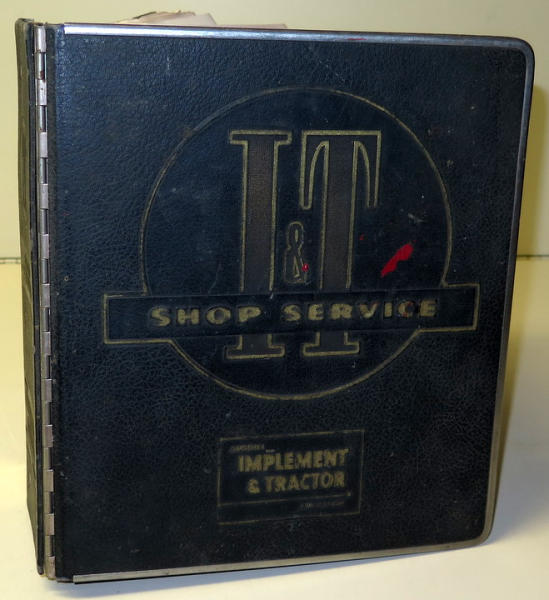 I&T
SHOP SERVICE
IMPLEMENT
& TRACTOR